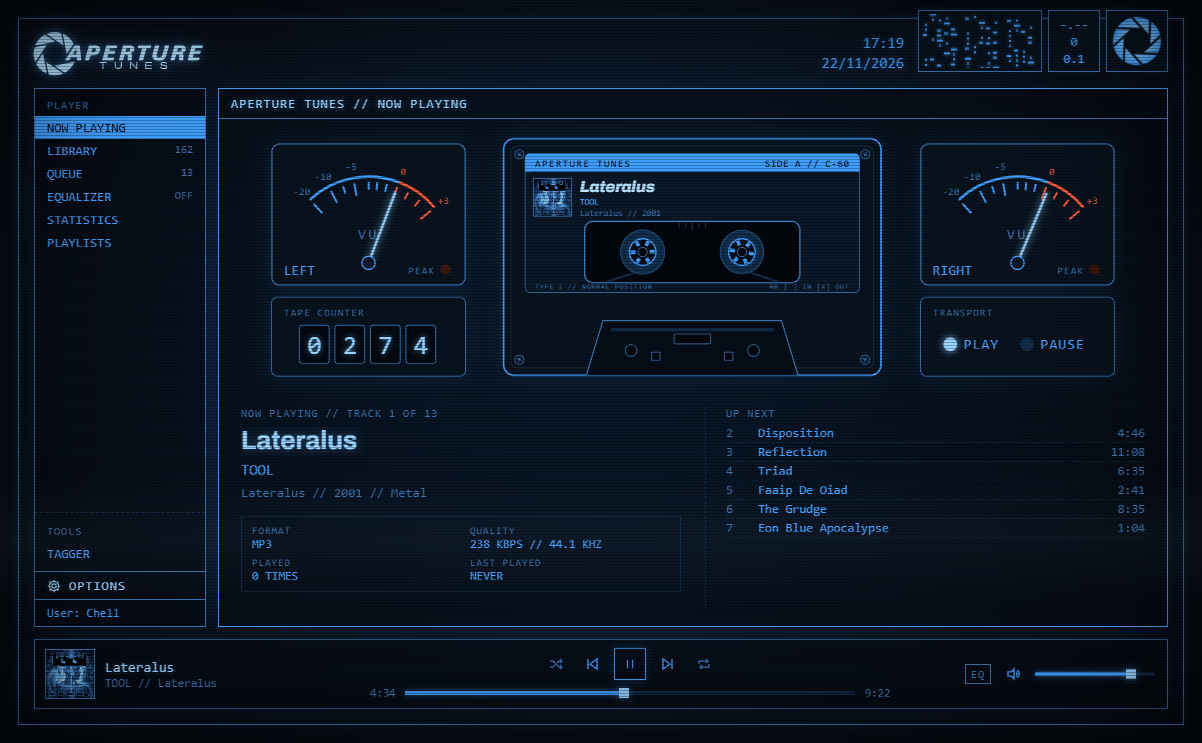 APERTURE
TUNES
17:19
22/11/2026
-.--
0
0.1
PLAYER
NOW PLAYING
LIBRARY 162
QUEUE 13
EQUALIZER OFF
STATISTICS
PLAYLISTS
TOOLS
TAGGER
OPTIONS
User: Chell
APERTURE TUNES // NOW PLAYING
-20 -10 -5 0 +3
VU
LEFT PEAK
TAPE COUNTER
0 2 7 4
APERTURE TUNES SIDE A // C-60
Lateralus
TOOL
Lateralus // 2001
TYPE I // NORMAL POSITION NR [ ] IN [X] OUT
-20 -10 -5 0 +3
VU
RIGHT PEAK
TRANSPORT
PLAY PAUSE
NOW PLAYING // TRACK 1 OF 13
Lateralus
TOOL
Lateralus // 2001 // Metal
FORMAT QUALITY
MP3 238 KBPS // 44.1 KHZ
PLAYED LAST PLAYED
0 TIMES NEVER
UP NEXT
2 Disposition 4:46
3 Reflection 11:08
4 Triad 6:35
5 Faaip De Oiad 2:41
6 The Grudge 8:35
7 Eon Blue Apocalypse 1:04
Lateralus
TOOL // Lateralus
4:34 9:22
EQ